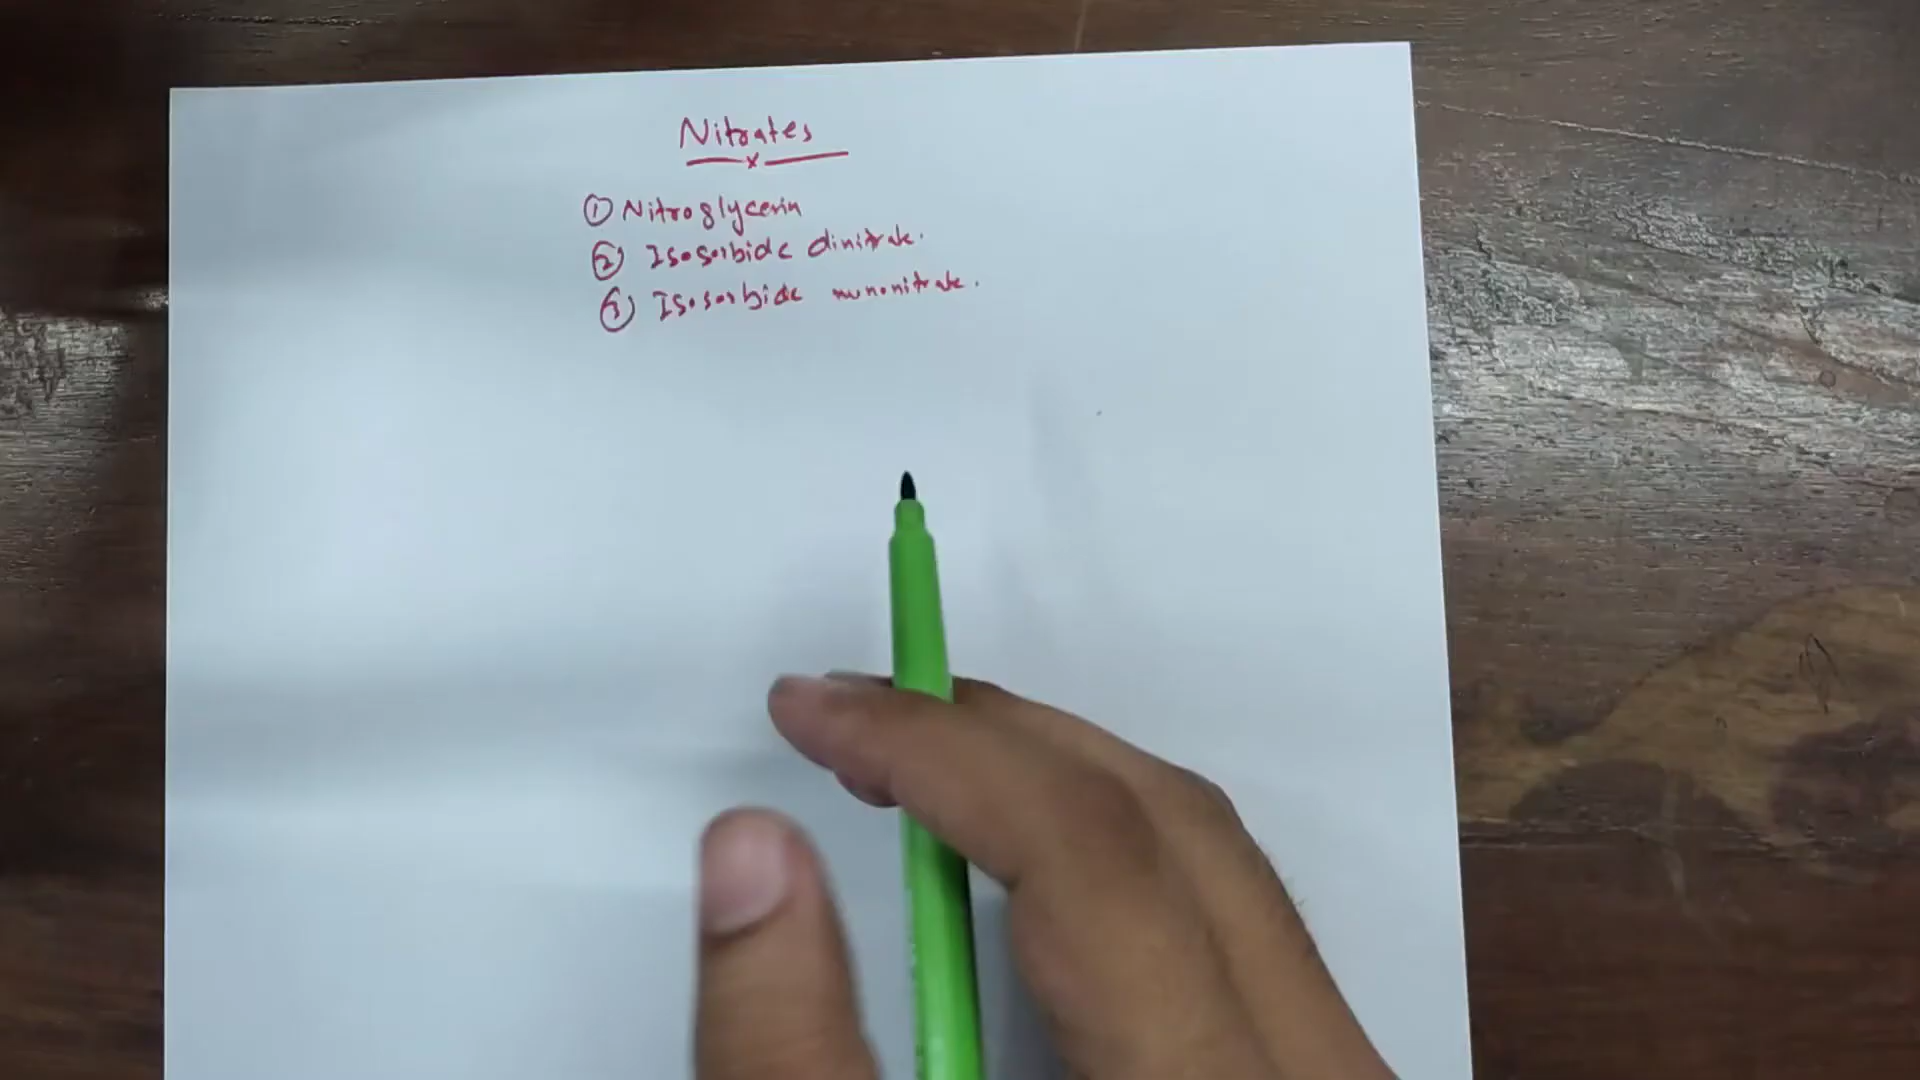 Nitrates
① Nitroglycerin
② Isosorbide dinitrate.
③ Isosorbide mononitrate.